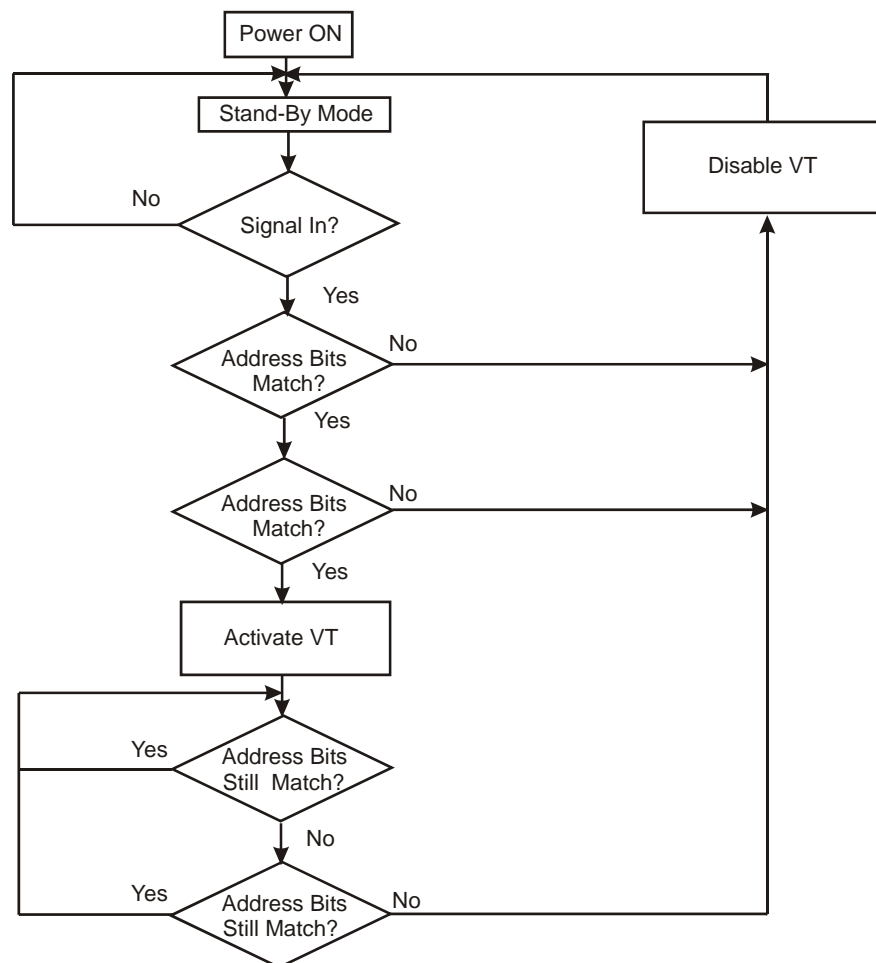 Power ON
Stand-By Mode
Disable VT
No
Signal In?
Yes
Address Bits
Match?
No
Yes
Address Bits
Match?
No
Yes
Activate VT
Yes
Address Bits
Still Match?
No
Yes
Address Bits
Still Match?
No